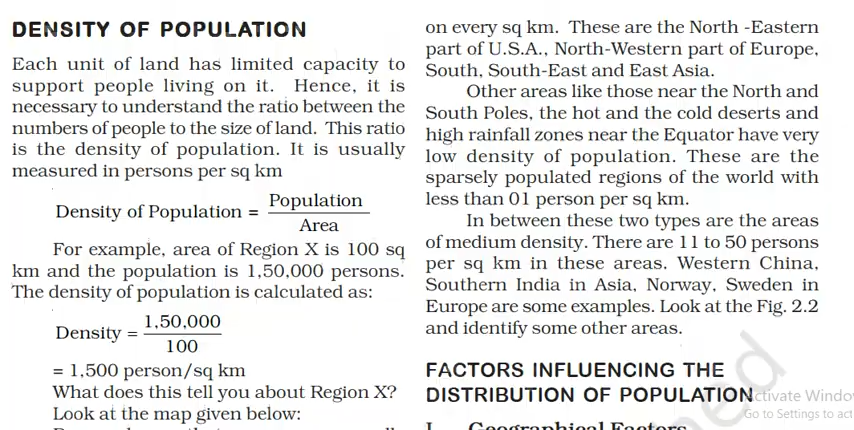 DENSITY OF POPULATION
Each unit of land has limited capacity to
support people living on it. Hence, it is
necessary to understand the ratio between the
numbers of people to the size of land. This ratio
is the density of population. It is usually
measured in persons per sq km
Density of Population = Population
Area
For example, area of Region X is 100 sq
km and the population is 1,50,000 persons.
The density of population is calculated as:
Density = 1,50,000
100
= 1,500 person/sq km
What does this tell you about Region X?
Look at the map given below:
on every sq km. These are the North -Eastern
part of U.S.A., North-Western part of Europe,
South, South-East and East Asia.
Other areas like those near the North and
South Poles, the hot and the cold deserts and
high rainfall zones near the Equator have very
low density of population. These are the
sparsely populated regions of the world with
less than 01 person per sq km.
In between these two types are the areas
of medium density. There are 11 to 50 persons
per sq km in these areas. Western China,
Southern India in Asia, Norway, Sweden in
Europe are some examples. Look at the Fig. 2.2
and identify some other areas.
FACTORS INFLUENCING THE
DISTRIBUTION OF POPULATION
I. Geographical Factors
Activate Windo
Go to Settings to act